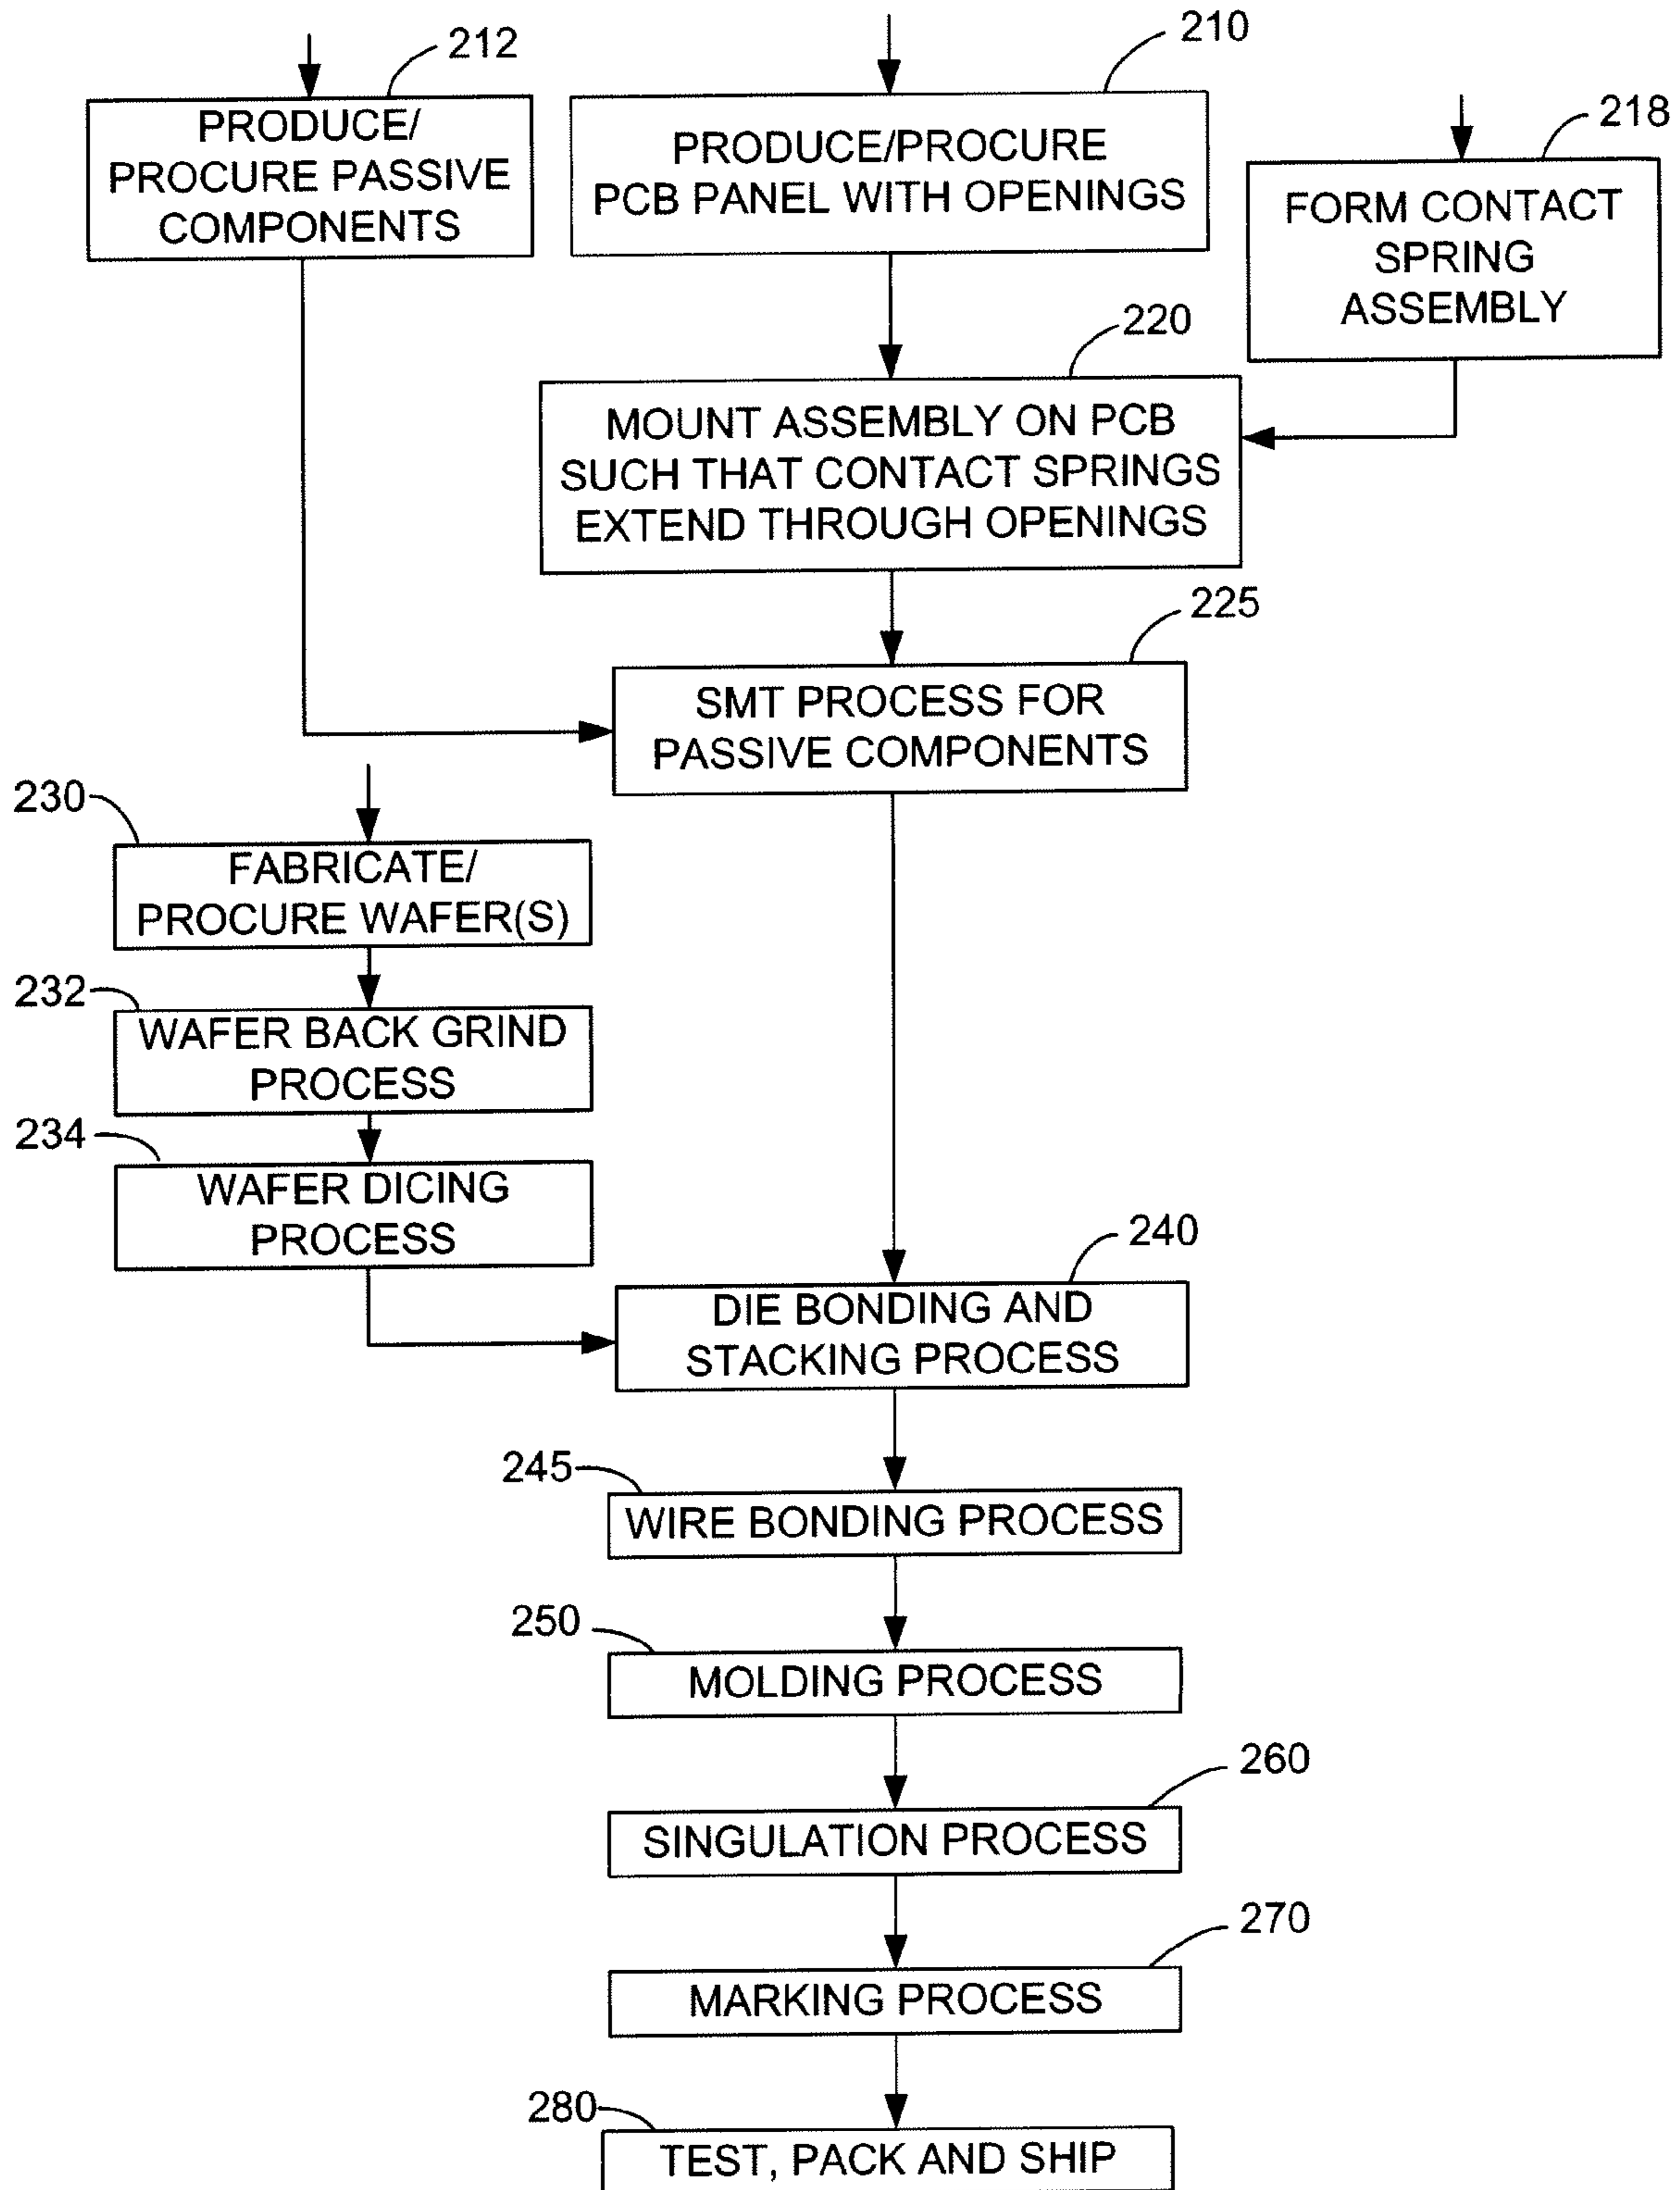 212
PRODUCE/
PROCURE PASSIVE
COMPONENTS
210
PRODUCE/PROCURE
PCB PANEL WITH OPENINGS
218
FORM CONTACT
SPRING
ASSEMBLY
220
MOUNT ASSEMBLY ON PCB
SUCH THAT CONTACT SPRINGS
EXTEND THROUGH OPENINGS
225
SMT PROCESS FOR
PASSIVE COMPONENTS
230
FABRICATE/
PROCURE WAFER(S)
232
WAFER BACK GRIND
PROCESS
234
WAFER DICING
PROCESS
240
DIE BONDING AND
STACKING PROCESS
245
WIRE BONDING PROCESS
250
MOLDING PROCESS
260
SINGULATION PROCESS
270
MARKING PROCESS
280
TEST, PACK AND SHIP